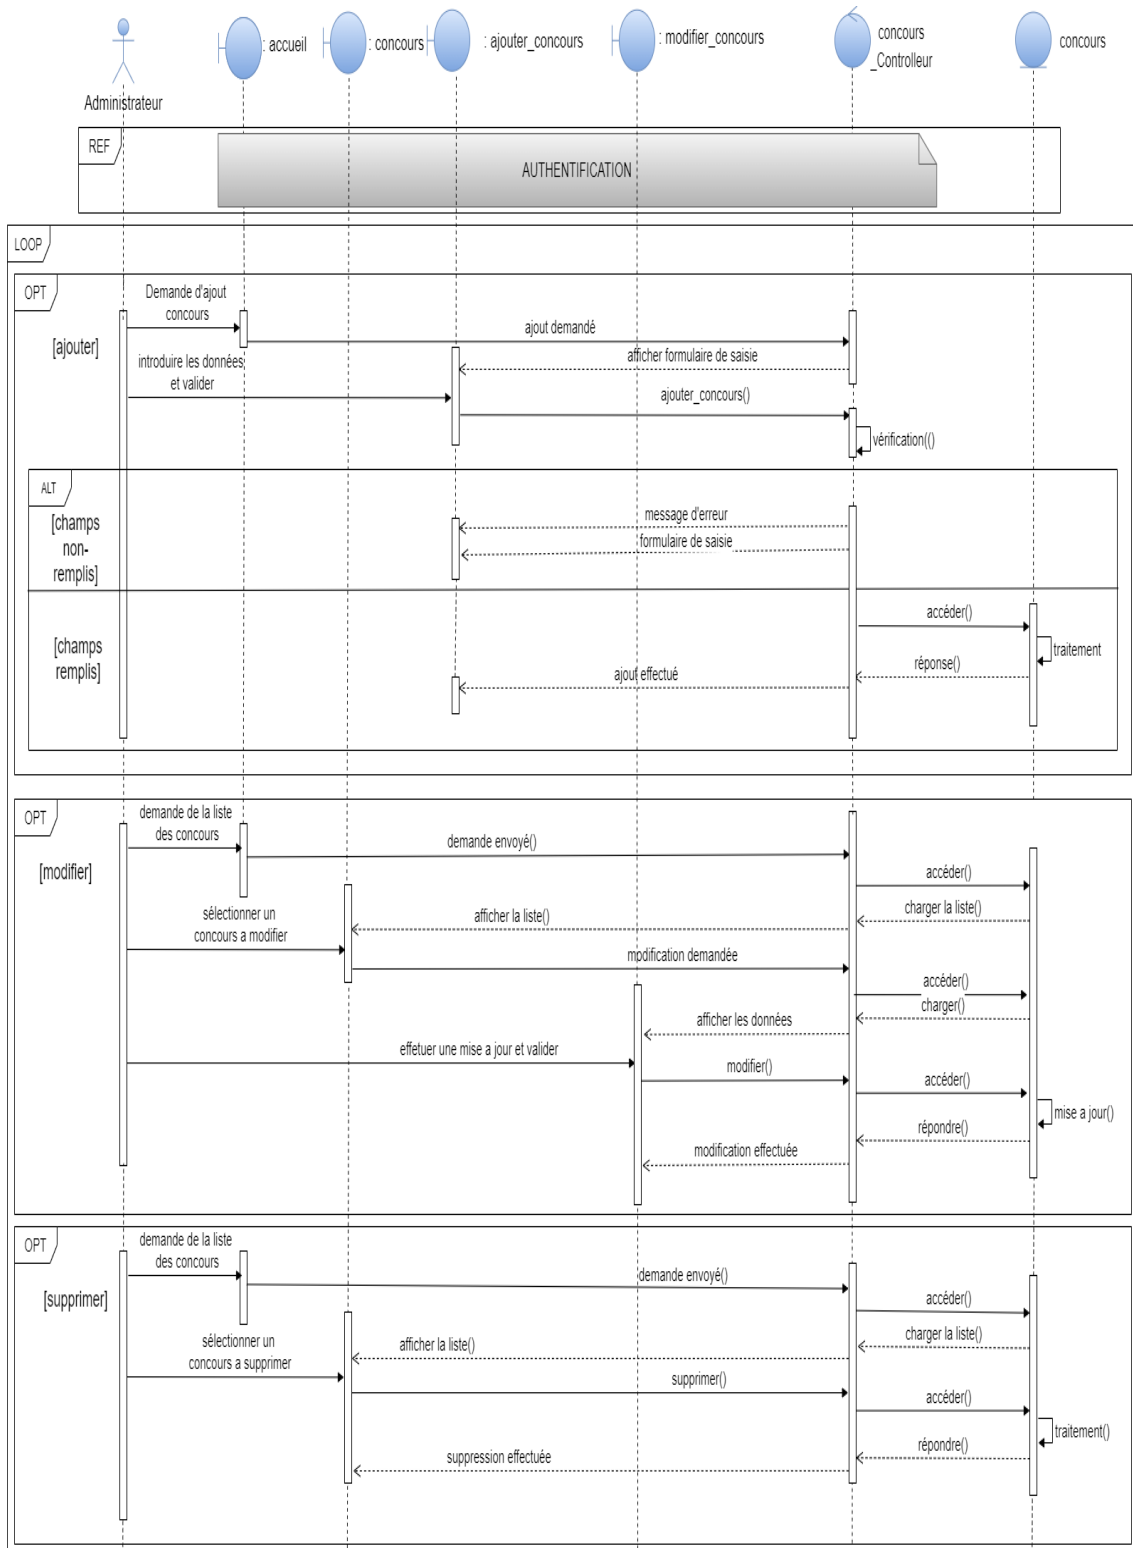 : accueil
: concours
: ajouter_concours
: modifier_concours
concours
_Controlleur
concours
Administrateur
REF
AUTHENTIFICATION
LOOP
OPT
[ajouter]
Demande d'ajout
concours
ajout demandé
afficher formulaire de saisie
introduire les données
et valider
ajouter_concours()
vérification(()
ALT
[champs
non-
remplis]
message d'erreur
formulaire de saisie
[champs
remplis]
accéder()
traitement
réponse()
ajout effectué
OPT
[modifier]
demande de la liste
des concours
demande envoyé()
accéder()
charger la liste()
afficher la liste()
sélectionner un
concours a modifier
modification demandée
accéder()
charger()
afficher les données
effetuer une mise a jour et valider
modifier()
accéder()
mise a jour()
répondre()
modification effectuée
OPT
[supprimer]
demande de la liste
des concours
demande envoyé()
accéder()
charger la liste()
afficher la liste()
sélectionner un
concours a supprimer
supprimer()
accéder()
traitement()
répondre()
suppression effectuée